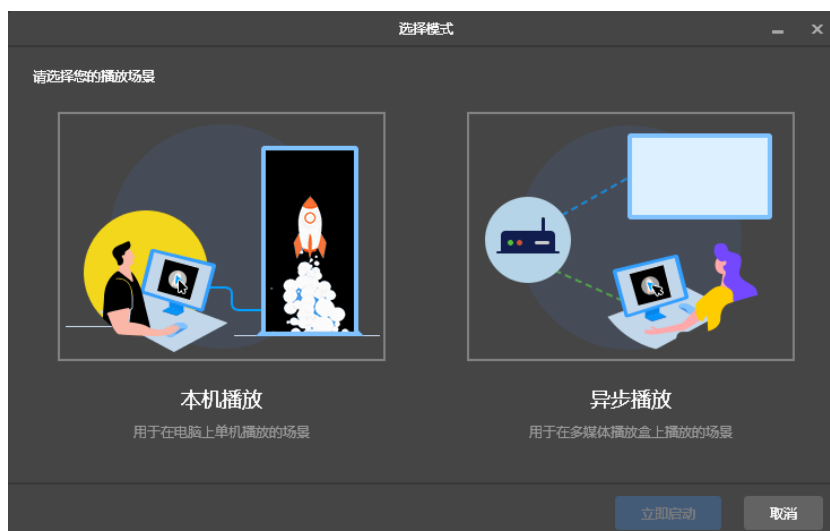 选择模式
请选择您的播放场景
本机播放
用于在电脑上单机播放的场景
异步播放
用于在多媒体播放盒上播放的场景
立即启动
取消